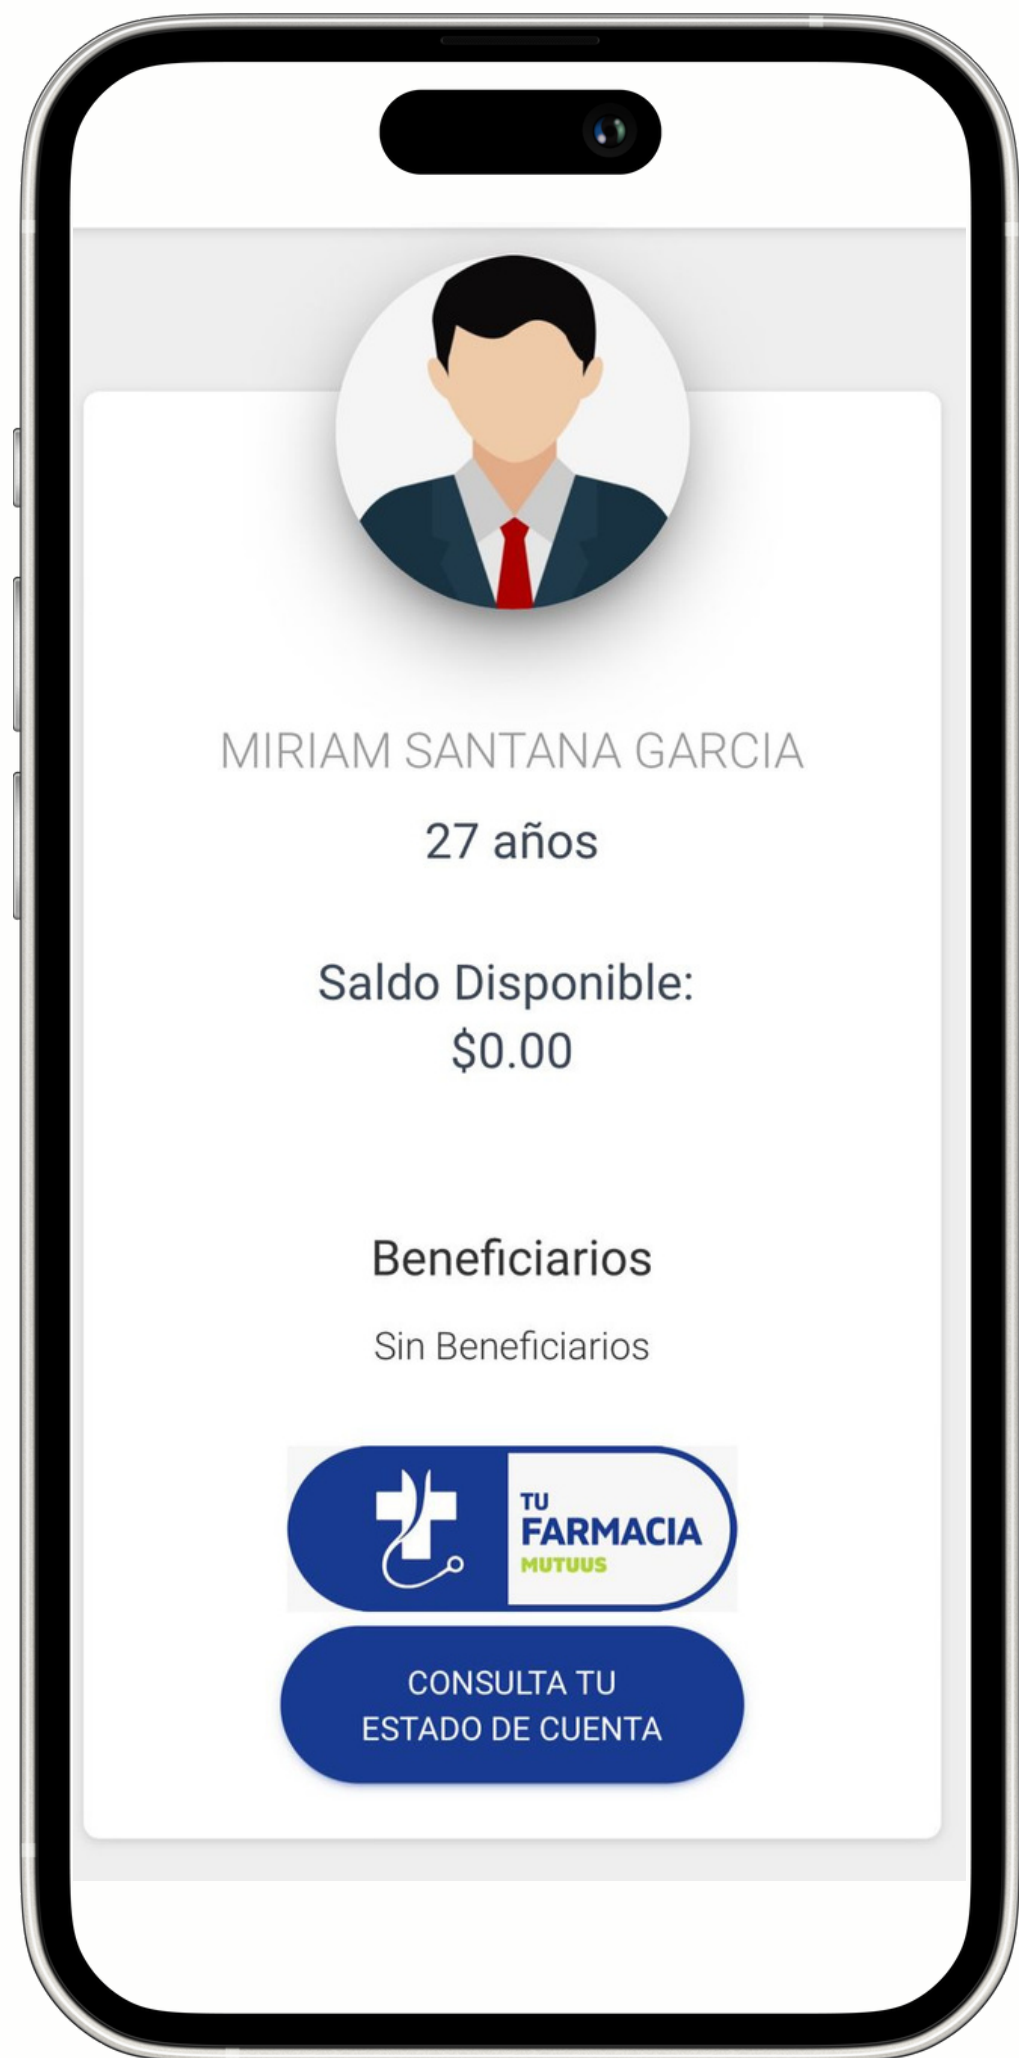 MIRIAM SANTANA GARCIA
27 años
Saldo Disponible:
$0.00
Beneficiarios
Sin Beneficiarios
TU
FARMACIA
MUTUUS
CONSULTA TU
ESTADO DE CUENTA